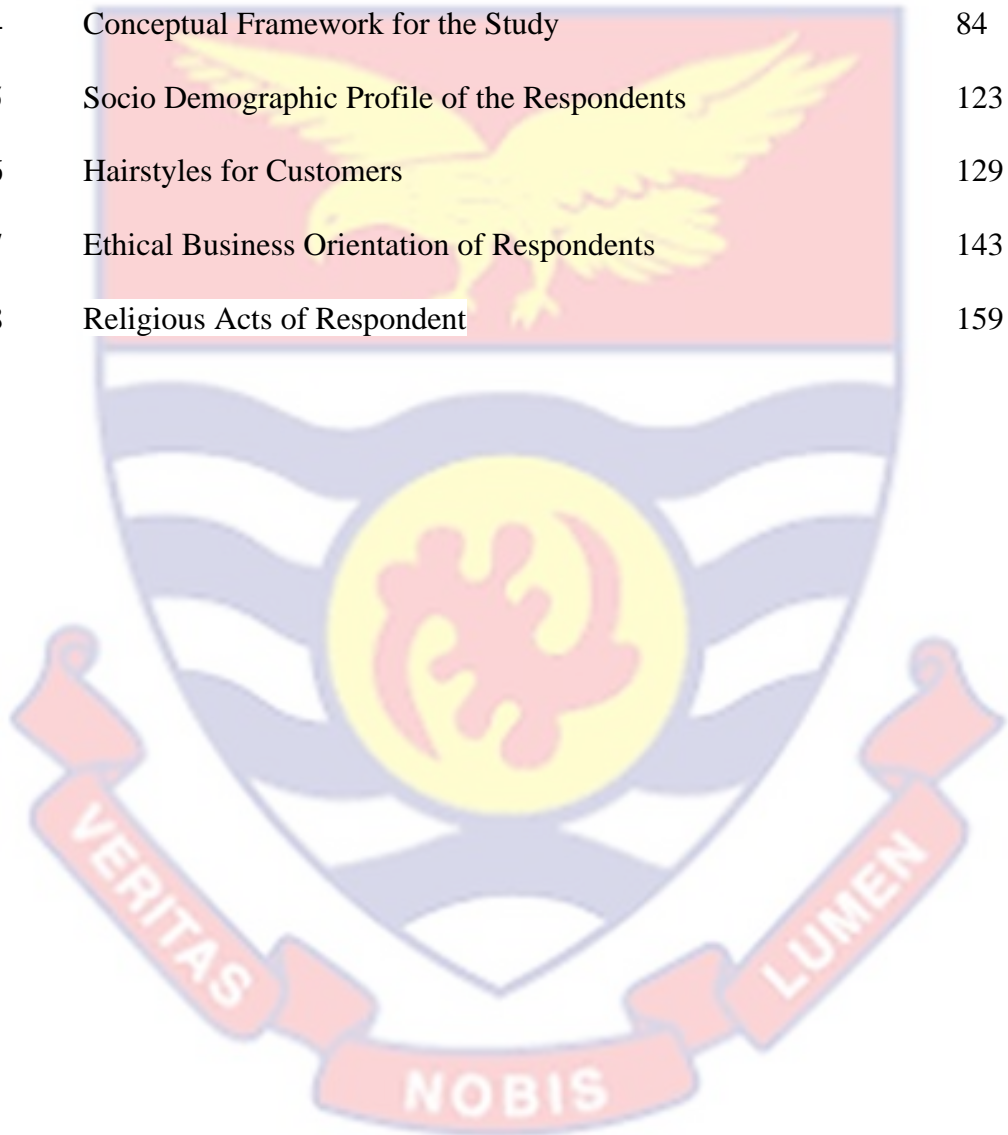 Conceptual Framework for the Study 84
Socio Demographic Profile of the Respondents 123
Hairstyles for Customers 129
Ethical Business Orientation of Respondents 143
Religious Acts of Respondent 159
VERITAS
NOBIS
LUMEN